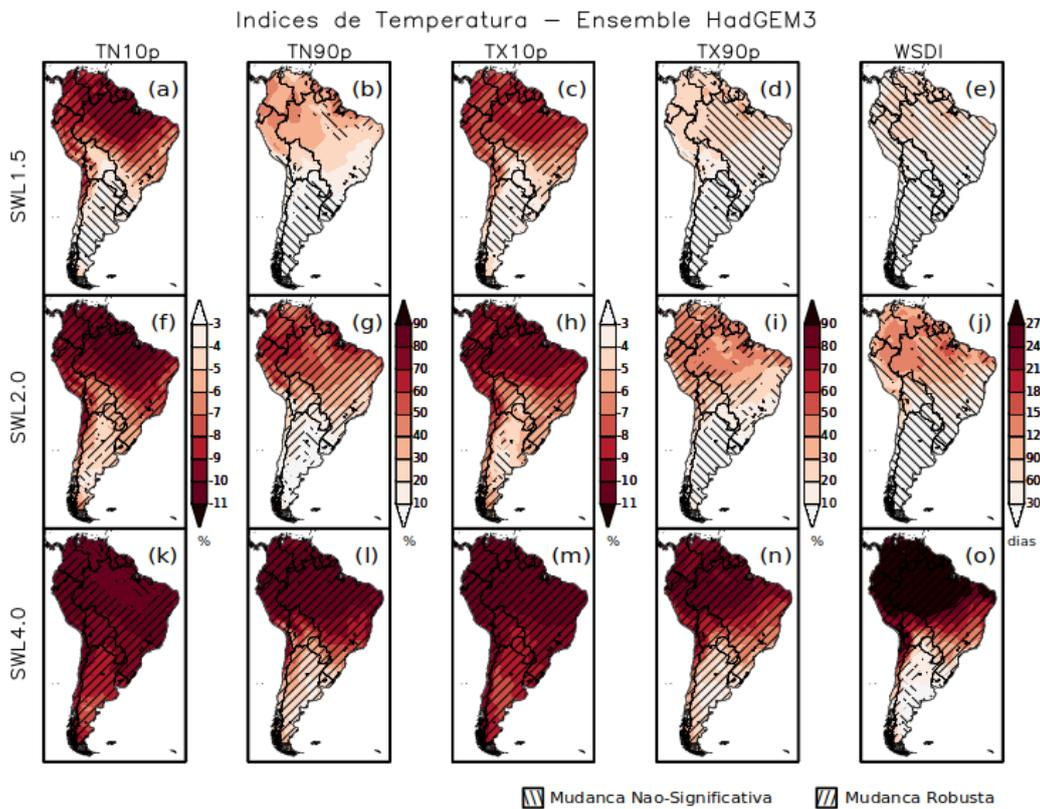 Indices de Temperatura – Ensemble HadGEM3
TN10p TN90p TX10p TX90p WSDI
SWL1.5
(a) (b) (c) (d) (e)
SWL2.0
(f) (g) (h) (i) (j)
-3 90 -3 90 27
-4 80 -4 80 24
-5 70 -5 70 21
-6 60 -6 60 18
-7 50 -7 50 15
-8 40 -8 40 12
-9 30 -9 30 90
-10 20 -10 20 60
-11 10 -11 10 30
% % % % dias
SWL4.0
(k) (l) (m) (n) (o)
Mudanca Nao-Significativa Mudanca Robusta